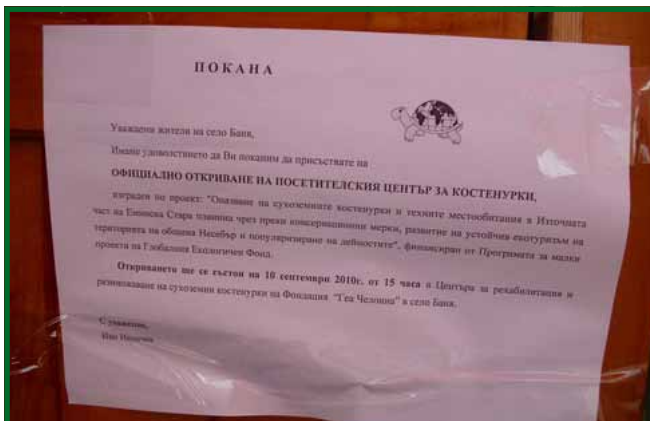 ПОКАНА
Уважаеми жители на село Баня,
Имаме удоволствието да Ви поканим да присъствате на
ОФИЦИАЛНО ОТКРИВАНЕ НА ПОСЕТИТЕЛСКИЯ ЦЕНТЪР ЗА КОСТЕНУРКИ,
изграден по проект: "Опазване на сухоземните костенурки и техните местообитания в Източната
част на Еминска Стара планина чрез преки консервационни мерки, развитие на устойчив екотуризъм на
територията на община Несебър и популяризиране на дейностите", финансиран от Програмата за малки
проекти на Глобалния Екологичен Фонд.
Откриването ще се състои на 10 септември 2010г. от 15 часа в Центъра за рехабилитация и
размножаване на сухоземни костенурки на Фондация "Геа Челония" в село Баня.
С уважение,
Иво